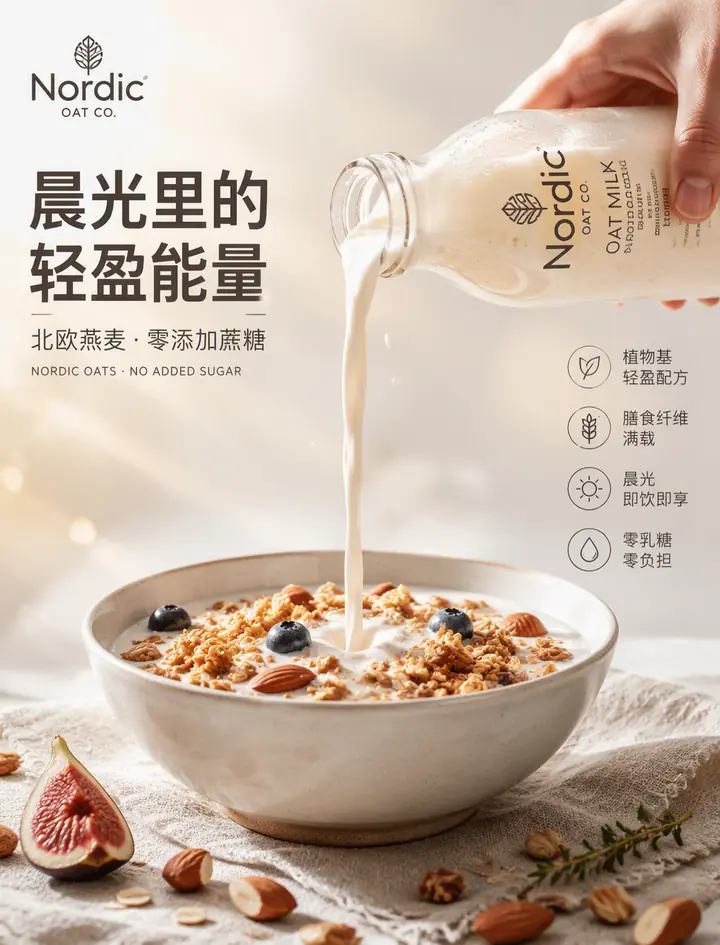 Nordic
OAT CO.
晨光里的
轻盈能量
北欧燕麦 · 零添加蔗糖
NORDIC OATS · NO ADDED SUGAR
Nordic
OAT CO.
OAT MILK
植物基
轻盈配方
膳食纤维
满载
晨光
即饮即享
零乳糖
零负担